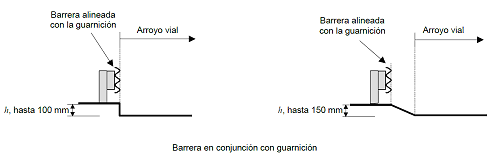 Barrera alineada
con la guarnición
Arroyo vial
h, hasta 100 mm
Barrera alineada
con la guarnición
Arroyo vial
h, hasta 150 mm
Barrera en conjunción con guarnición